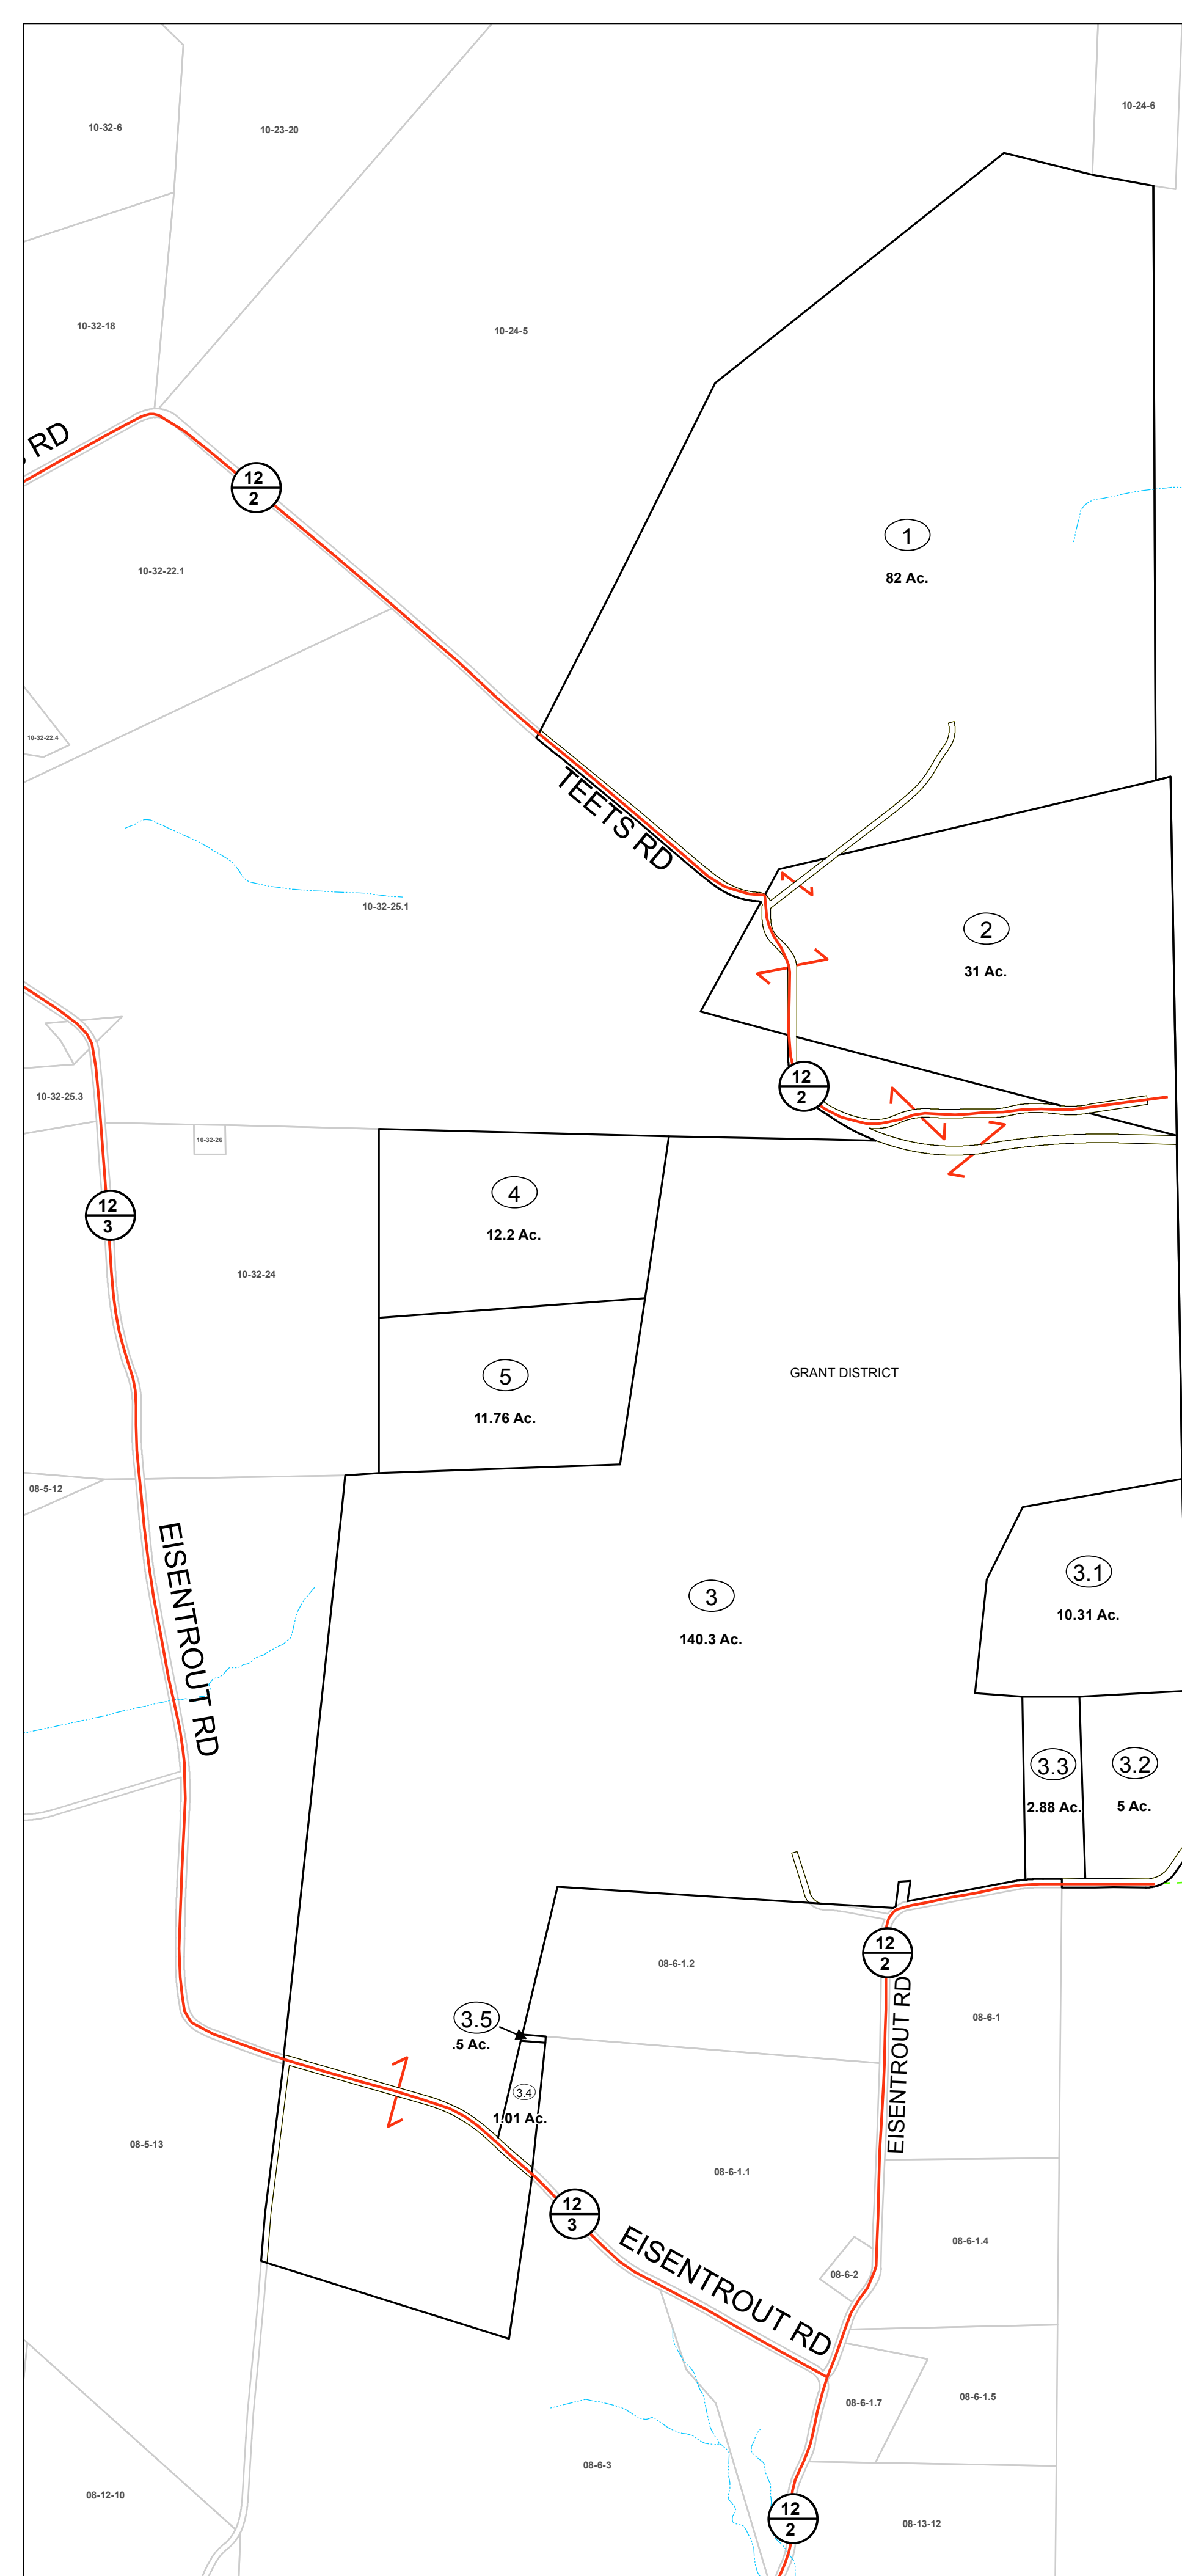 10-24-6
10-32-6
10-23-20
10-32-18
10-24-5
RD
12
2
1
82 Ac.
10-32-22.1
10-32-22.4
TEETS RD
10-32-25.1
2
31 Ac.
12
2
10-32-25.3
10-32-26
4
12.2 Ac.
12
3
10-32-24
5
11.76 Ac.
GRANT DISTRICT
08-5-12
EISENTROUT RD
3
140.3 Ac.
3.1
10.31 Ac.
3.3
2.88 Ac.
3.2
5 Ac.
12
2
08-6-1.2
EISENTROUT RD
08-6-1
3.5
.5 Ac.
3.4
1.01 Ac.
08-5-13
08-6-1.1
12
3
EISENTROUT RD
08-6-1.4
08-6-2
08-6-1.7
08-6-1.5
08-6-3
08-12-10
12
2
08-13-12